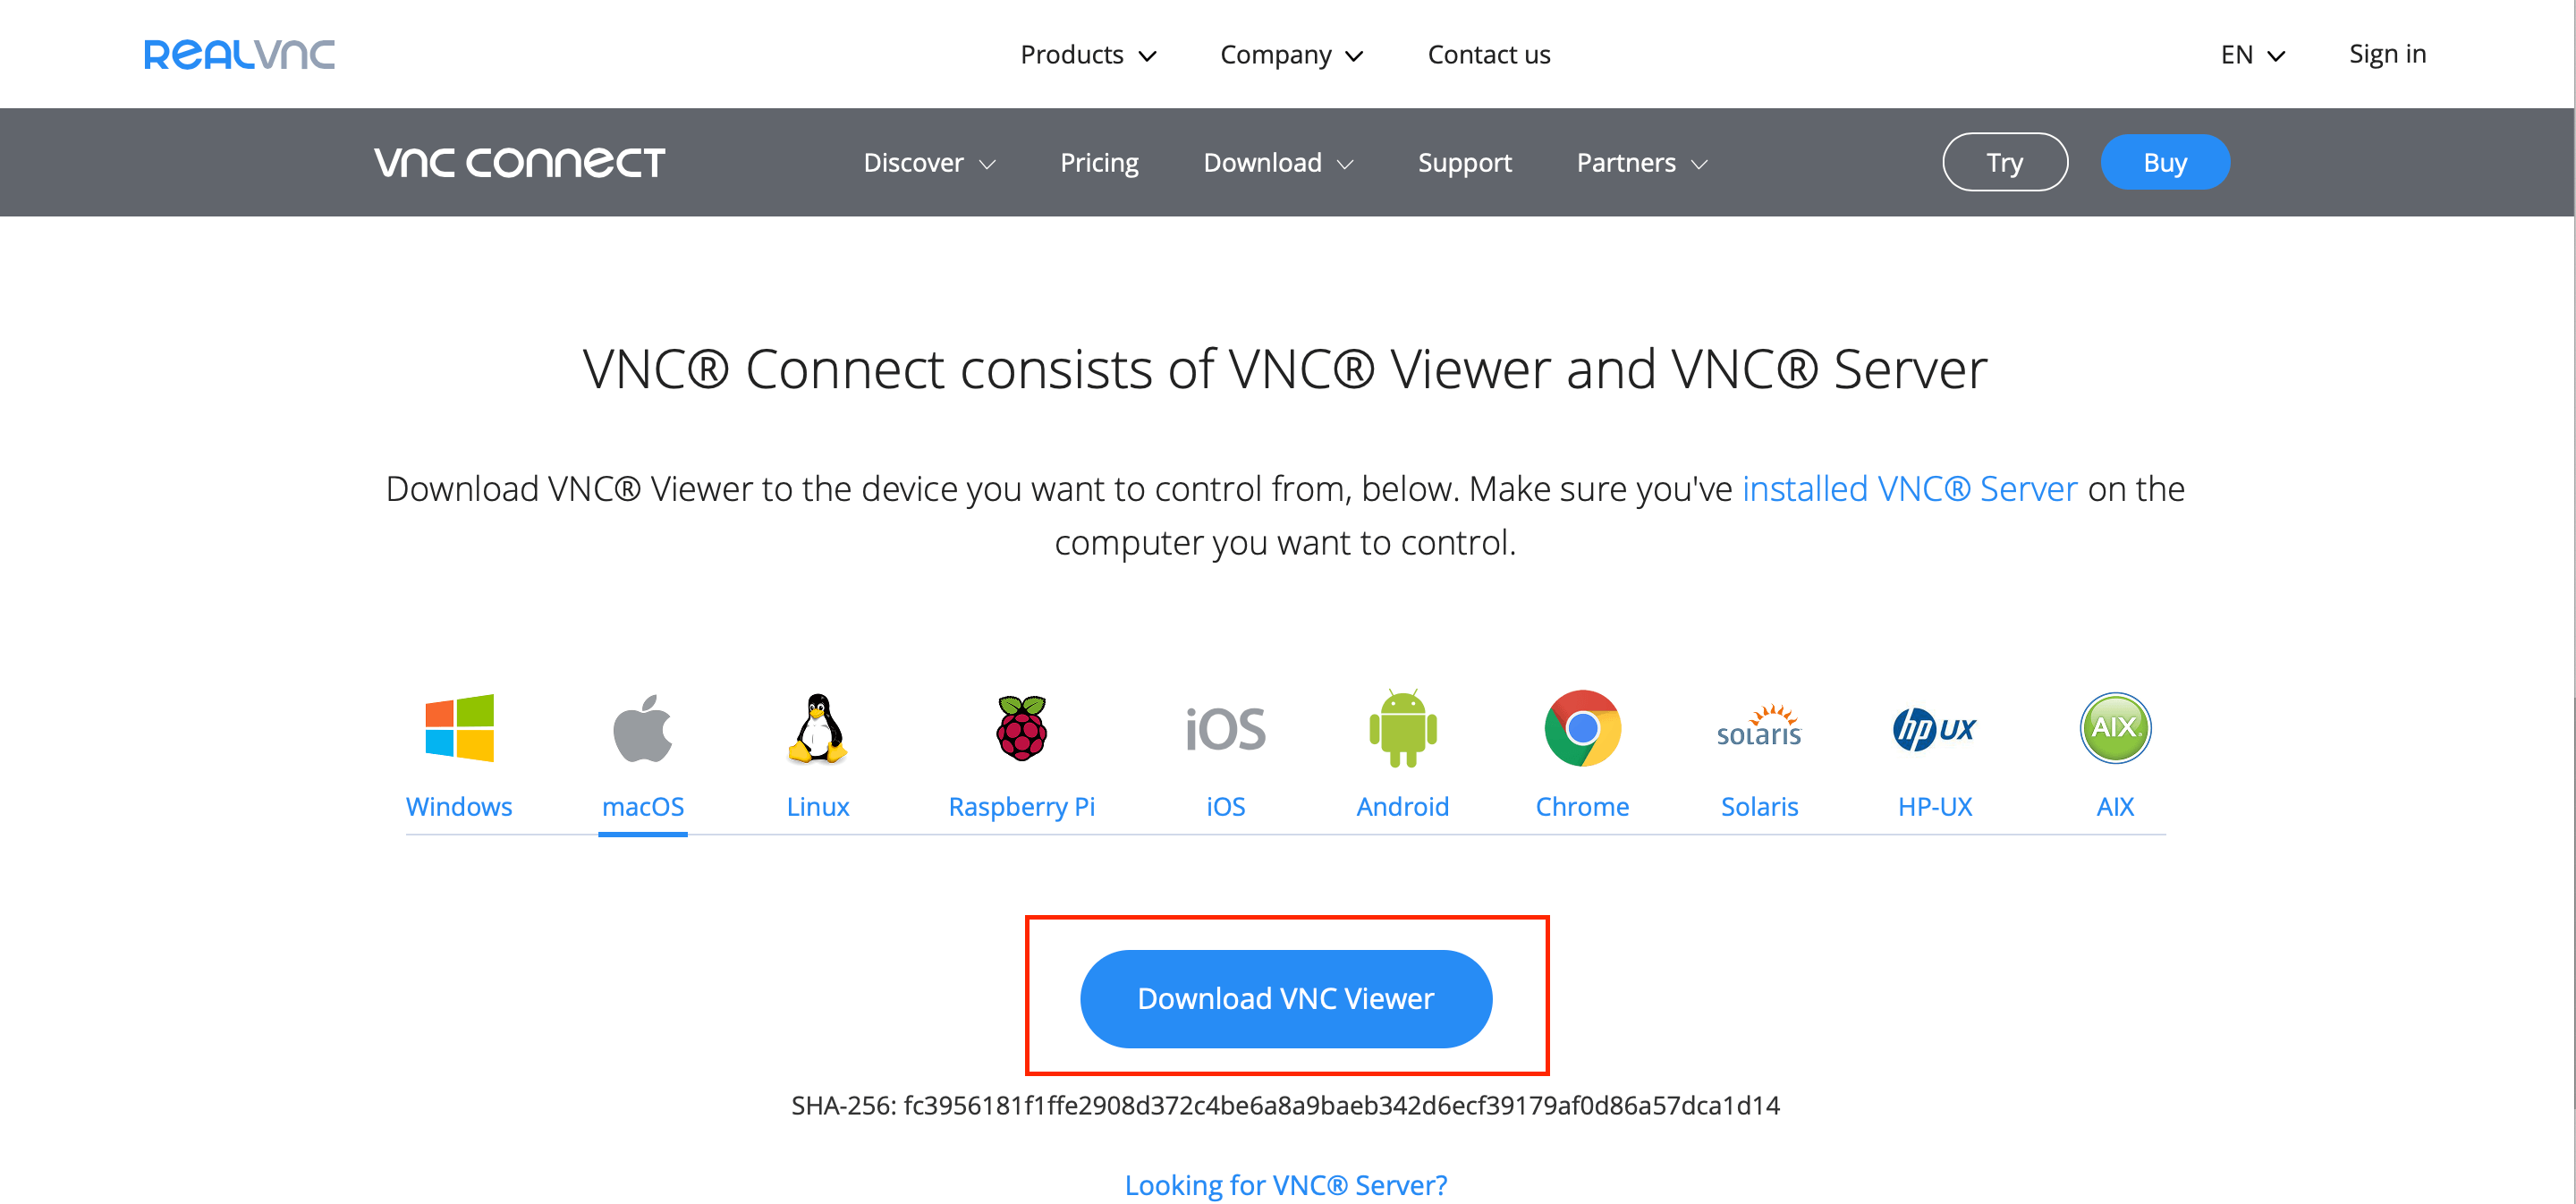 REALVNC
Products Company Contact us EN Sign in
VNC CONNECT Discover Pricing Download Support Partners Try Buy
VNC® Connect consists of VNC® Viewer and VNC® Server
Download VNC® Viewer to the device you want to control from, below. Make sure you've installed VNC® Server on the
computer you want to control.
iOS solaris hp UX AIX
Windows macOS Linux Raspberry Pi iOS Android Chrome Solaris HP-UX AIX
Download VNC Viewer
SHA-256: fc3956181f1ffe2908d372c4be6a8a9baeb342d6ecf39179af0d86a57dca1d14
Looking for VNC® Server?